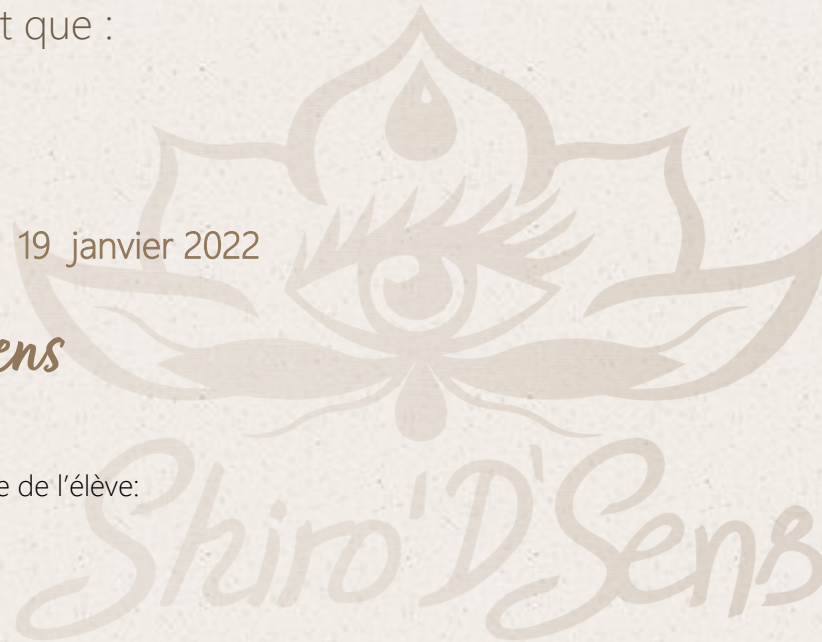 t que :
19 janvier 2022
ens
e de l’élève:
Shiro'D'Sens